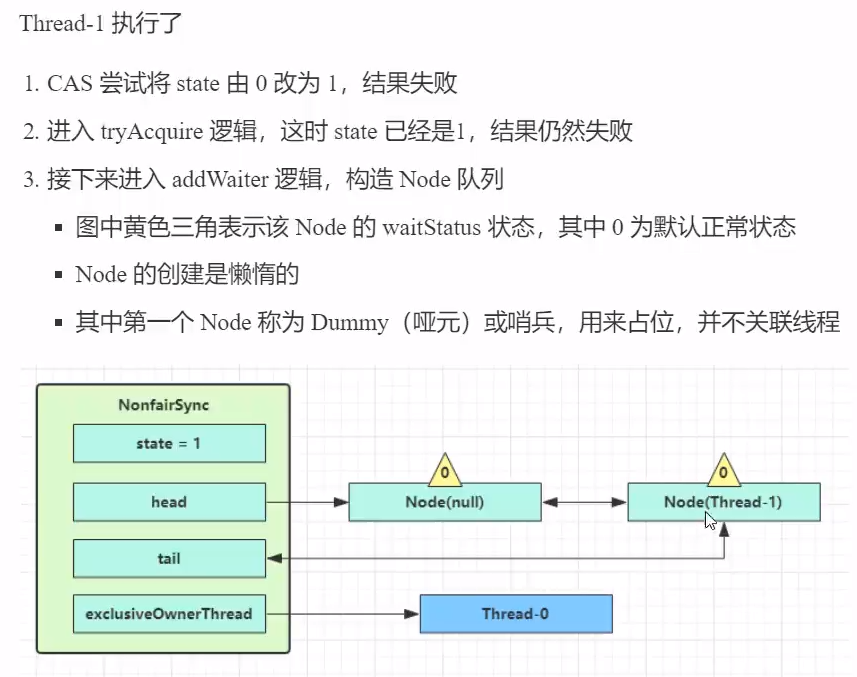 Thread-1 执行了
1. CAS 尝试将 state 由 0 改为 1，结果失败
2. 进入 tryAcquire 逻辑，这时 state 已经是1，结果仍然失败
3. 接下来进入 addWaiter 逻辑，构造 Node 队列
▪ 图中黄色三角表示该 Node 的 waitStatus 状态，其中 0 为默认正常状态
▪ Node 的创建是懒惰的
▪ 其中第一个 Node 称为 Dummy（哑元）或哨兵，用来占位，并不关联线程
NonfairSync
state = 1
0
0
head
Node(null)
Node(Thread-1)
tail
exclusiveOwnerThread
Thread-0